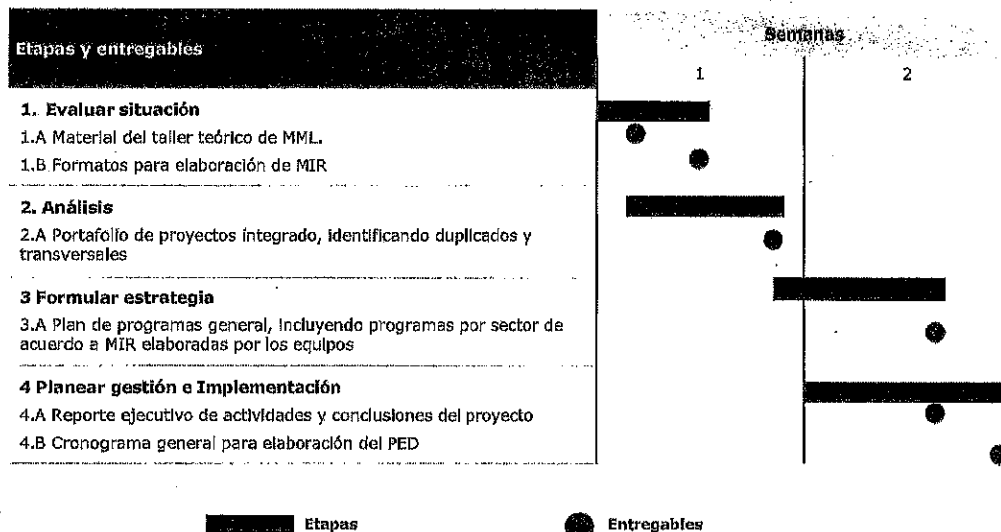 Etapas y entregables
Semanas
1
2
1. Evaluar situación
1.A Material del taller teórico de MML.
1.B Formatos para elaboración de MIR
2. Análisis
2.A Portafolio de proyectos integrado, identificando duplicados y
transversales
3 Formular estrategia
3.A Plan de programas general, incluyendo programas por sector de
acuerdo a MIR elaboradas por los equipos
4 Planear gestión e Implementación
4.A Reporte ejecutivo de actividades y conclusiones del proyecto
4.B Cronograma general para elaboración del PED
Etapas
Entregables